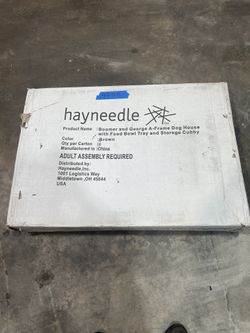 hayneedle
Product Name : Boomer and George A-Frame Dog House
with Food Bowl Tray and Storage Cubby
Color : Brown
Qty per Carton :
Manufactured in : China
ADULT ASSEMBLY REQUIRED
Distributed by:
Hayneedle,Inc.
1001 Logistics Way
Middletown ,OH 45044
USA